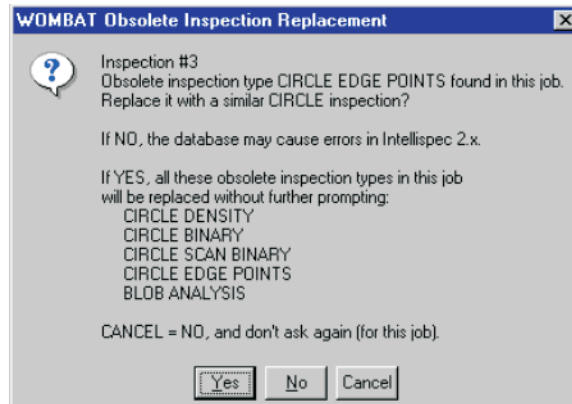 WOMBAT Obsolete Inspection Replacement
Inspection #3
Obsolete inspection type CIRCLE EDGE POINTS found in this job.
Replace it with a similar CIRCLE inspection?
If NO, the database may cause errors in Intellispec 2.x.
If YES, all these obsolete inspection types in this job
will be replaced without further prompting:
CIRCLE DENSITY
CIRCLE BINARY
CIRCLE SCAN BINARY
CIRCLE EDGE POINTS
BLOB ANALYSIS
CANCEL = NO, and don't ask again (for this job).
Yes No Cancel